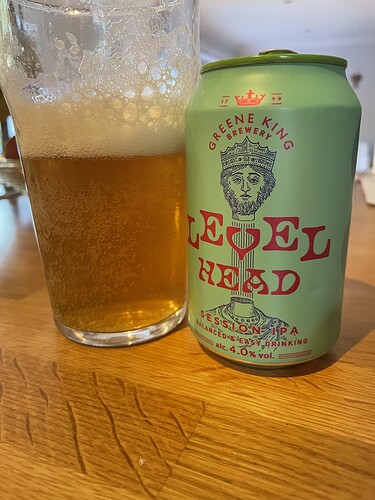 GREENE KING
BREWERY
LEVEL
HEAD
SESSION IPA
BALANCED & EASY DRINKING
alc. 4.0% vol.